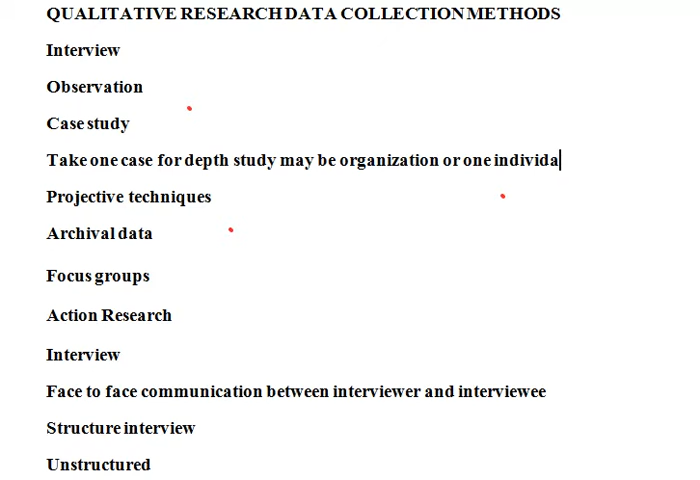 QUALITATIVE RESEARCH DATA COLLECTION METHODS
Interview
Observation
Case study
Take one case for depth study may be organization or one individa
Projective techniques
Archival data
Focus groups
Action Research
Interview
Face to face communication between interviewer and interviewee
Structure interview
Unstructured